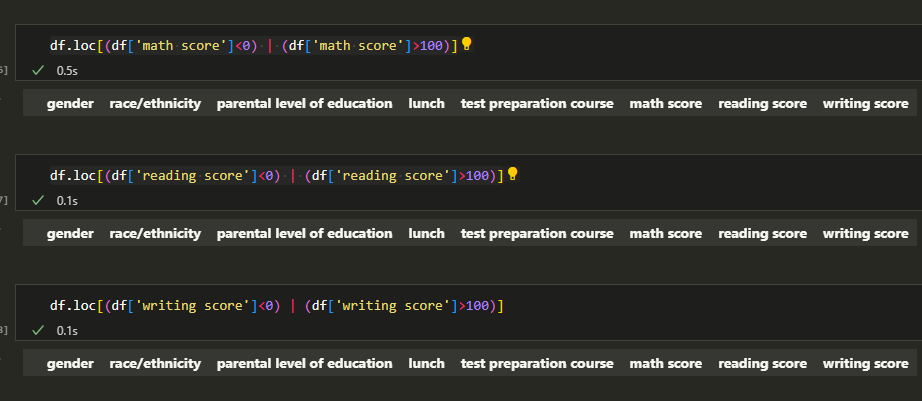 df.loc[(df['math score']<0) | (df['math score']>100)]
0.5s
gender race/ethnicity parental level of education lunch test preparation course math score reading score writing score
df.loc[(df['reading score']<0) | (df['reading score']>100)]
0.1s
gender race/ethnicity parental level of education lunch test preparation course math score reading score writing score
df.loc[(df['writing score']<0) | (df['writing score']>100)]
0.1s
gender race/ethnicity parental level of education lunch test preparation course math score reading score writing score